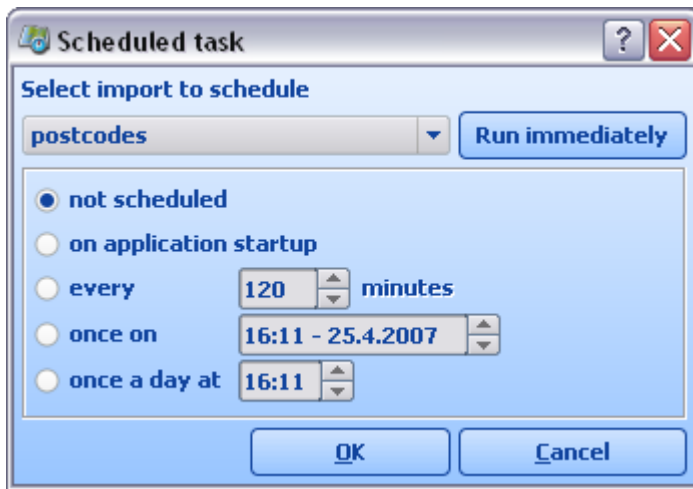 Scheduled task
Select import to schedule
postcodes Run immediately
not scheduled
on application startup
every 120 minutes
once on 16:11 - 25.4.2007
once a day at 16:11
OK Cancel